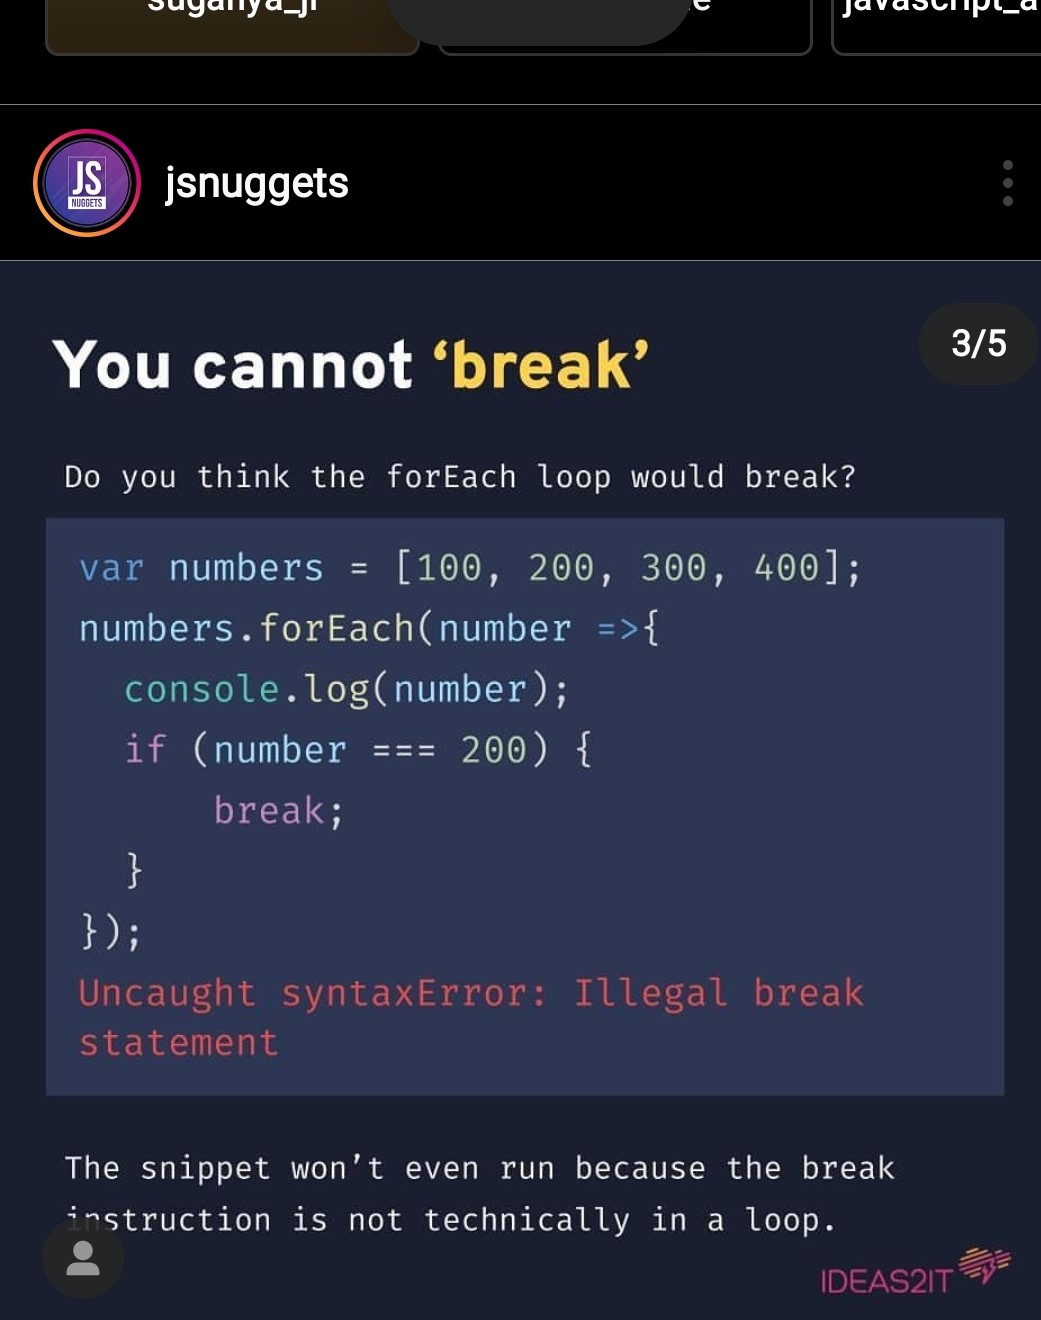 jsnuggets
JS
NUGGETS
3/5
You cannot ‘break’
Do you think the forEach loop would break?
var numbers = [100, 200, 300, 400];
numbers.forEach(number =>{
console.log(number);
if (number === 200) {
break;
}
});
Uncaught syntaxError: Illegal break
statement
The snippet won’t even run because the break
instruction is not technically in a loop.
IDEAS2IT